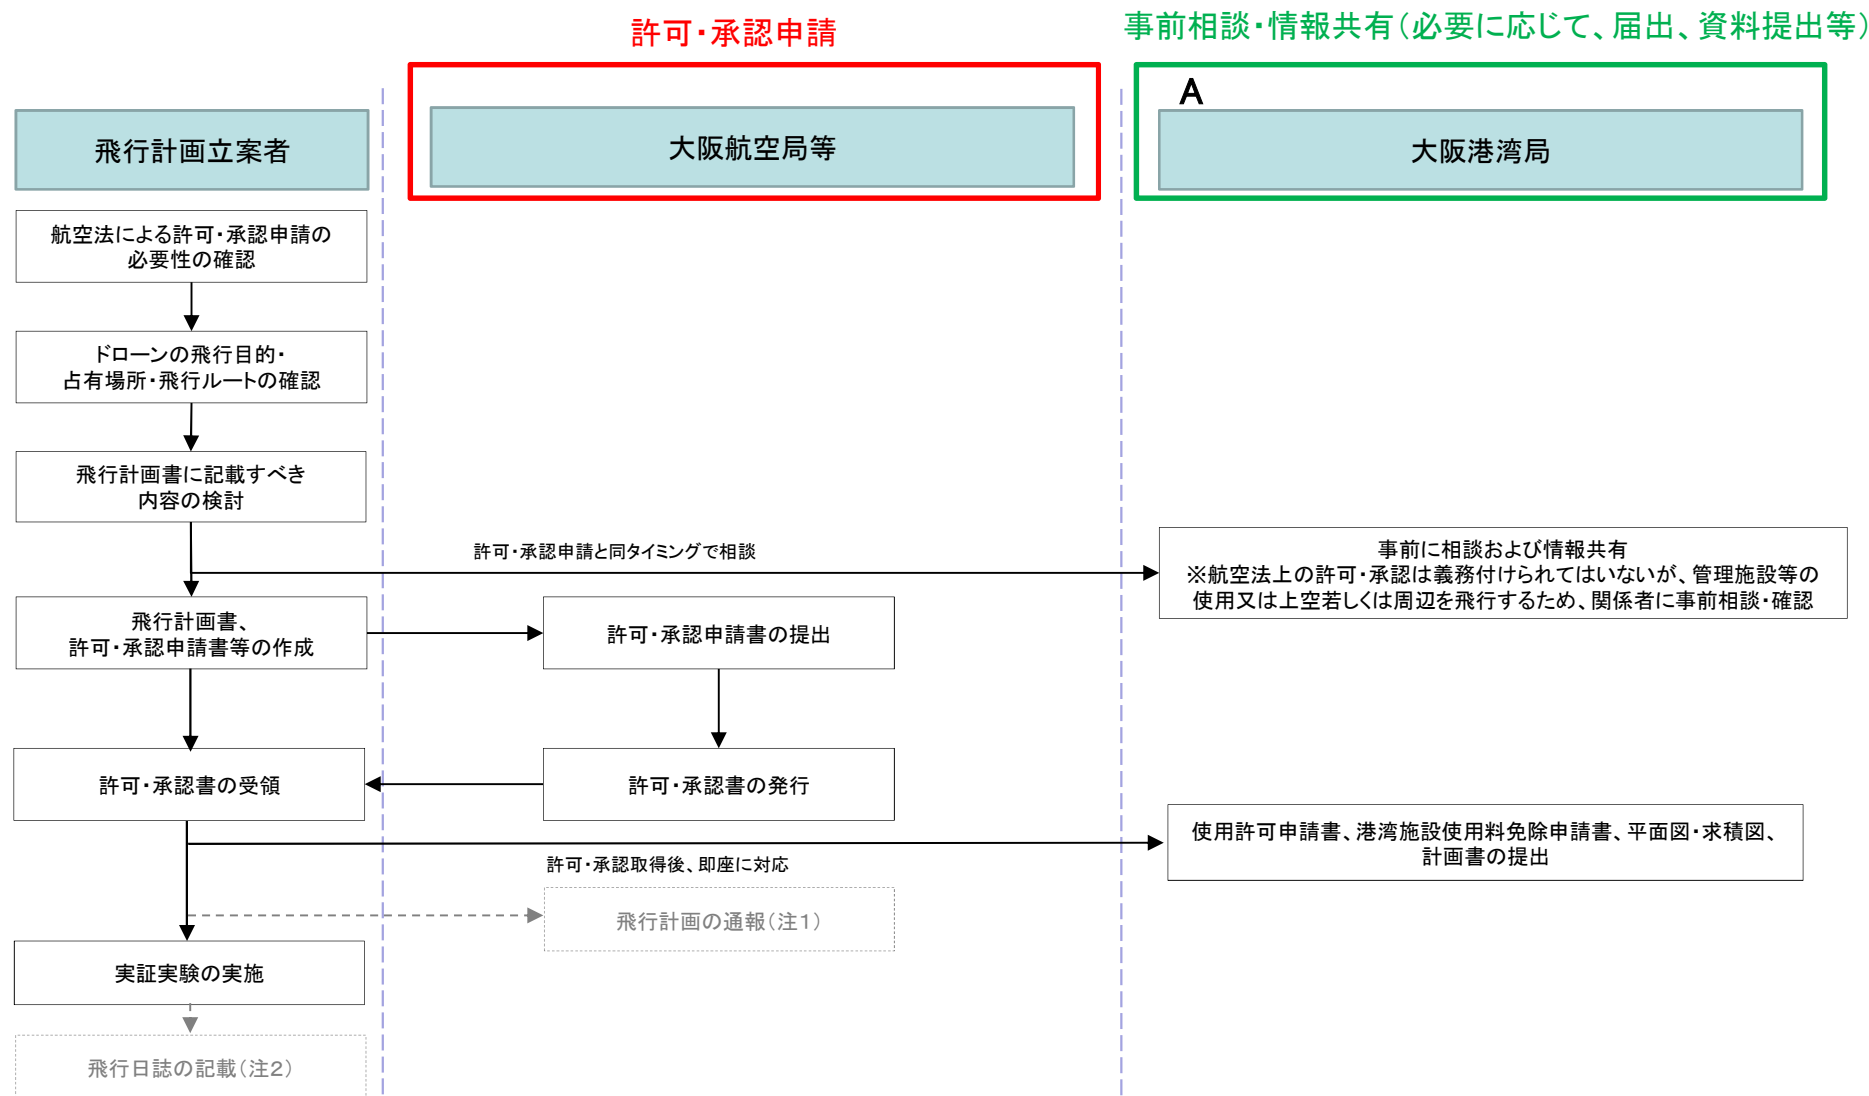 許可・承認申請
事前相談・情報共有（必要に応じて、届出、資料提出等）
A
飛行計画立案者
大阪航空局等
大阪港湾局
航空法による許可・承認申請の
必要性の確認
ドローンの飛行目的・
占有場所・飛行ルートの確認
飛行計画書に記載すべき
内容の検討
許可・承認申請と同タイミングで相談
事前に相談および情報共有
※航空法上の許可・承認は義務付けられてはいないが、管理施設等の
使用又は上空若しくは周辺を飛行するため、関係者に事前相談・確認
飛行計画書、
許可・承認申請書等の作成
許可・承認申請書の提出
許可・承認書の受領
許可・承認書の発行
使用許可申請書、港湾施設使用料免除申請書、平面図・求積図、
計画書の提出
許可・承認取得後、即座に対応
飛行計画の通報（注1）
実証実験の実施
飛行日誌の記載（注2）